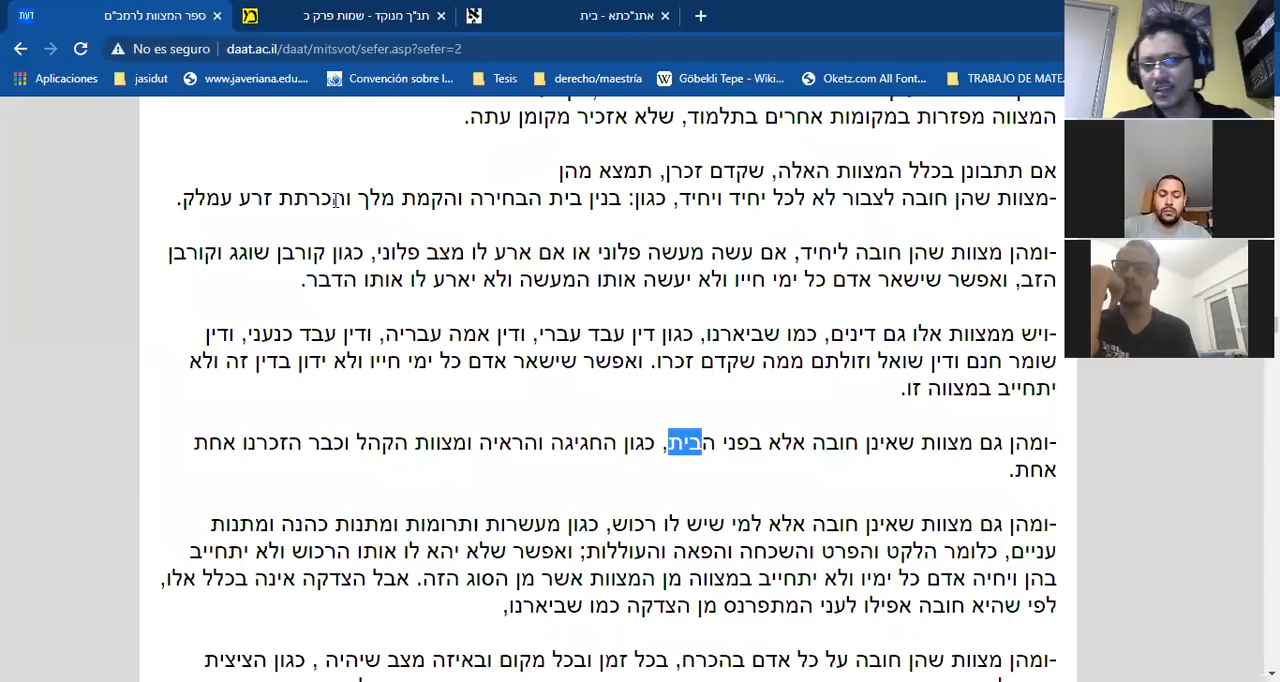 ספר המצוות לרמב"ם
תנ"ך מנוקד - שמות פרק כ
אתנ"כתא - בית
No es seguro
daat.ac.il/daat/mitsvot/sefer.asp?sefer=2
Aplicaciones
jasidut
www.javeriana.edu....
Convención sobre l...
Tesis
derecho/maestría
Göbekli Tepe - Wiki...
Oketz.com All Font...
TRABAJO DE MATE
המצווה מפזרות במקומות אחרים בתלמוד, שלא אזכיר מקומן עתה.
אם תתבונן בכלל המצוות האלה, שקדם זכרן, תמצא מהן
-מצוות שהן חובה לצבור לא לכל יחיד ויחיד, כגון: בנין בית הבחירה והקמת מלך והכרתת זרע עמלק.
-ומהן מצוות שהן חובה ליחיד, אם עשה מעשה פלוני או אם ארע לו מצב פלוני, כגון קורבן שוגג וקורבן
הזב, ואפשר שישאר אדם כל ימי חייו ולא יעשה אותו המעשה ולא יארע לו אותו הדבר.
-ויש ממצוות אלו גם דינים, כמו שביארנו, כגון דין עבד עברי, ודין אמה עבריה, ודין עבד כנעני, ודין
שומר חנם ודין שואל וזולתם ממה שקדם זכרו. ואפשר שישאר אדם כל ימי חייו ולא ידון בדין זה ולא
יתחייב במצווה זו.
-ומהן גם מצוות שאינן חובה אלא בפני הבית, כגון החגיגה והראיה ומצוות הקהל וכבר הזכרנו אחת
אחת.
-ומהן גם מצוות שאינן חובה אלא למי שיש לו רכוש, כגון מעשרות ותרומות ומתנות כהנה ומתנות
עניים, כלומר הלקט והפרט והשכחה והפאה והעוללות; ואפשר שלא יהא לו אותו הרכוש ולא יתחייב
בהן ויחיה אדם כל ימיו ולא יתחייב במצווה מן המצוות אשר מן הסוג הזה. אבל הצדקה אינה בכלל אלו,
לפי שהיא חובה אפילו לעני המתפרנס מן הצדקה כמו שביארנו,
-ומהן מצוות שהן חובה על כל אדם בהכרח, בכל זמן ובכל מקום ובאיזה מצב שיהיה , כגון הציצית